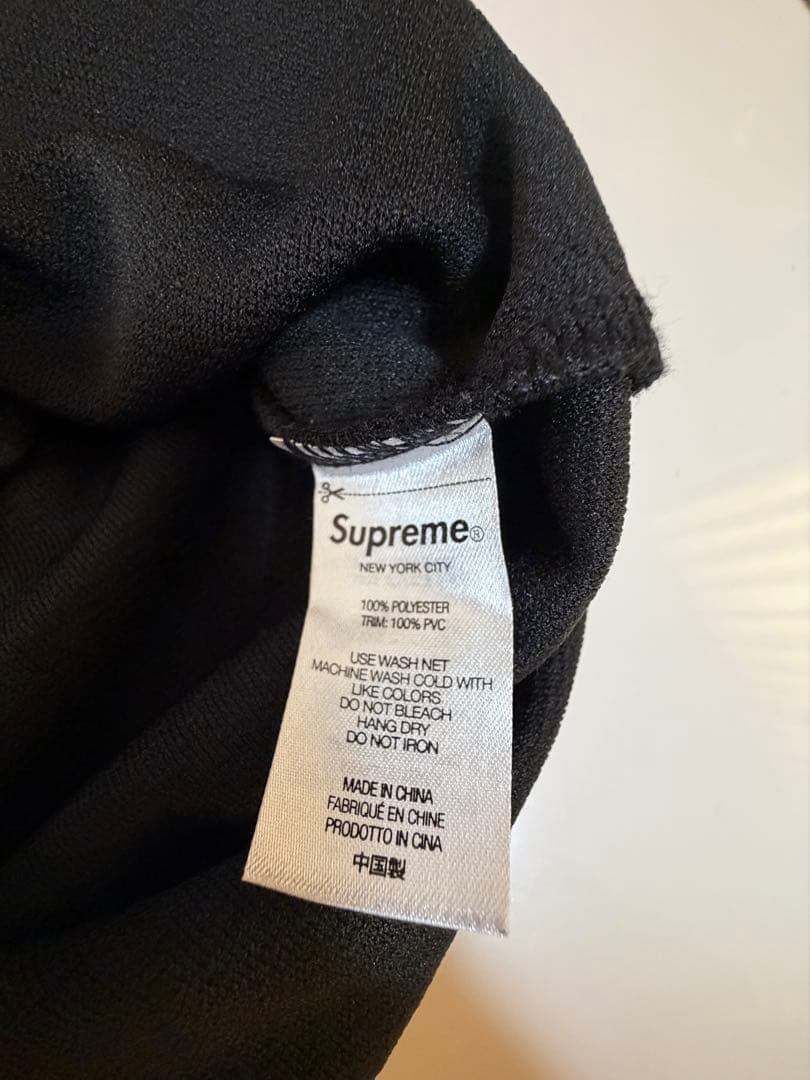 Supreme®
NEW YORK CITY
100% POLYESTER
TRIM: 100% PVC
USE WASH NET
MACHINE WASH COLD WITH
LIKE COLORS
DO NOT BLEACH
HANG DRY
DO NOT IRON
MADE IN CHINA
FABRIQUÉ EN CHINE
PRODOTTO IN CINA
中国製